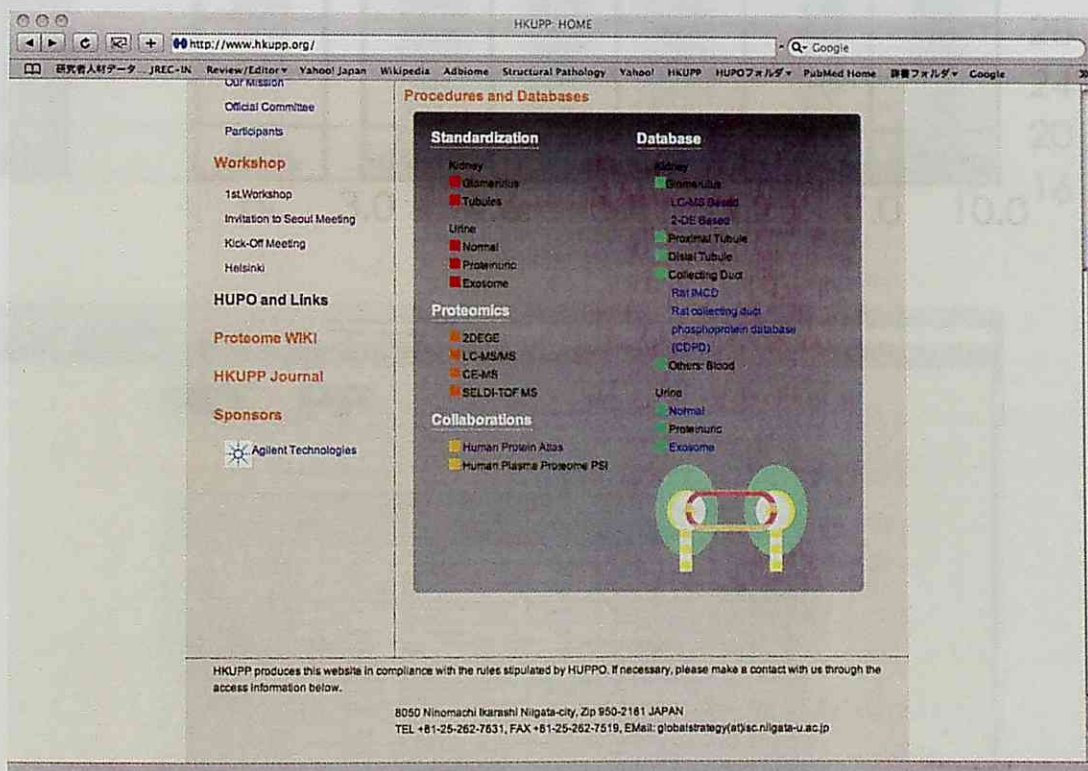 HKUPP: HOME
http://www.hkupp.org/
Q- Google
研究者人材データ... JREC-IN Review/Editor▼ Yahoo! Japan Wikipedia Adbiome Structural Pathology Yahoo! HKUPP HUPOフォルダ▼ PubMed Home 辞書フォルダ▼ Google
Our Mission
Official Committee
Participants
Workshop
1st.Workshop
Invitation to Seoul Meeting
Kick-Off Meeting
Helsinki
HUPO and Links
Proteome WIKI
HKUPP Journal
Sponsors
Agilent Technologies
Procedures and Databases
Standardization
Kidney
Glomerulus
Tubules
Urine
Normal
Proteinuric
Exosome
Proteomics
2DEGE
LC-MS/MS
CE-MS
SELDI-TOF MS
Collaborations
Human Protein Atlas
Human Plasma Proteome PSI
Database
Kidney
Glomerulus
LC-MS Based
2-DE Based
Proximal Tubule
Distal Tubule
Collecting Duct
Rat IMCD
Rat collecting duct
phosphoprotein database
(CDPD)
Others: Blood
Urine
Normal
Proteinuric
Exosome
HKUPP produces this website in compliance with the rules stipulated by HUPPO. If necessary, please make a contact with us through the
access information below.
8050 Ninomachi Ikarashi Niigata-city, Zip 950-2181 JAPAN
TEL +81-25-262-7631, FAX +81-25-262-7519, EMail: globalstrategy(at)isc.niigata-u.ac.jp
20
16
3.0
10.0